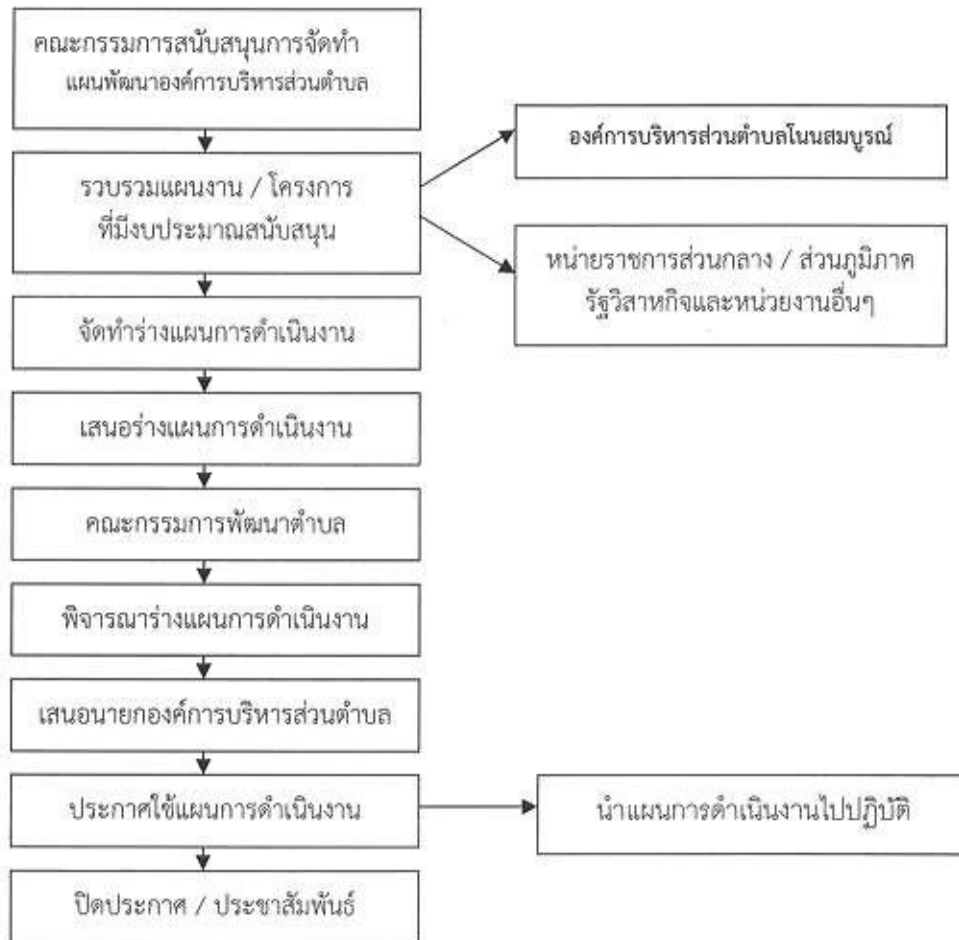 คณะกรรมการสนับสนุนการจัดทำ
แผนพัฒนาองค์การบริหารส่วนตำบล
องค์การบริหารส่วนตำบลโนนสมบูรณ์
รวบรวมแผนงาน / โครงการ
ที่มีงบประมาณสนับสนุน
หน่ายราชการส่วนกลาง / ส่วนภูมิภาค
รัฐวิสาหกิจและหน่วยงานอื่นๆ
จัดทำร่างแผนการดำเนินงาน
เสนอร่างแผนการดำเนินงาน
คณะกรรมการพัฒนาตำบล
พิจารณาร่างแผนการดำเนินงาน
เสนอนายกองค์การบริหารส่วนตำบล
ประกาศใช้แผนการดำเนินงาน
นำแผนการดำเนินงานไปปฏิบัติ
ปิดประกาศ / ประชาสัมพันธ์